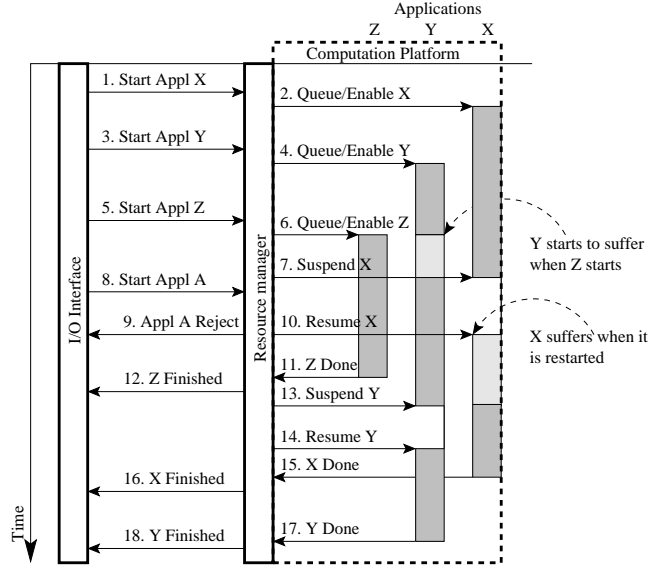 Applications
Z Y X
Computation Platform
1. Start Appl X
2. Queue/Enable X
3. Start Appl Y
4. Queue/Enable Y
5. Start Appl Z
6. Queue/Enable Z
Y starts to suffer
when Z starts
7. Suspend X
8. Start Appl A
9. Appl A Reject
10. Resume X
X suffers when it
is restarted
11. Z Done
12. Z Finished
13. Suspend Y
14. Resume Y
15. X Done
16. X Finished
17. Y Done
18. Y Finished
I/O Interface
Resource manager
Time